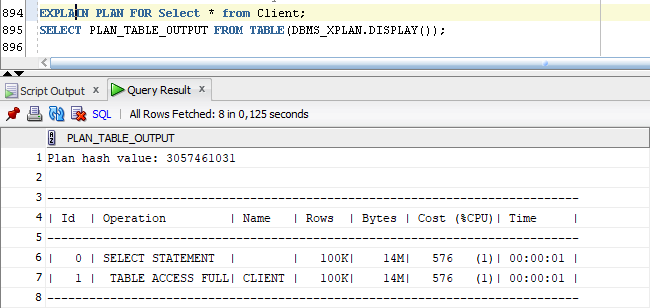 894 EXPLAIN PLAN FOR Select * from Client;
895 SELECT PLAN_TABLE_OUTPUT FROM TABLE(DBMS_XPLAN.DISPLAY());
896
Script Output x Query Result x
SQL | All Rows Fetched: 8 in 0,125 seconds
PLAN_TABLE_OUTPUT
1 Plan hash value: 3057461031
2
3 ----------------------------------------------------------------------------
4 | Id | Operation | Name | Rows | Bytes | Cost (%CPU)| Time |
5 ----------------------------------------------------------------------------
6 | 0 | SELECT STATEMENT | | 100K| 14M| 576 (1)| 00:00:01 |
7 | 1 | TABLE ACCESS FULL| CLIENT | 100K| 14M| 576 (1)| 00:00:01 |
8 ----------------------------------------------------------------------------